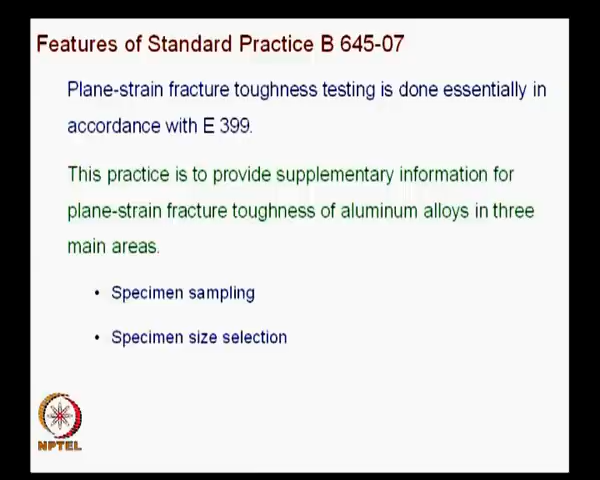 Features of Standard Practice B 645-07
Plane-strain fracture toughness testing is done essentially in
accordance with E 399.
This practice is to provide supplementary information for
plane-strain fracture toughness of aluminum alloys in three
main areas.
• Specimen sampling
• Specimen size selection
NPTEL